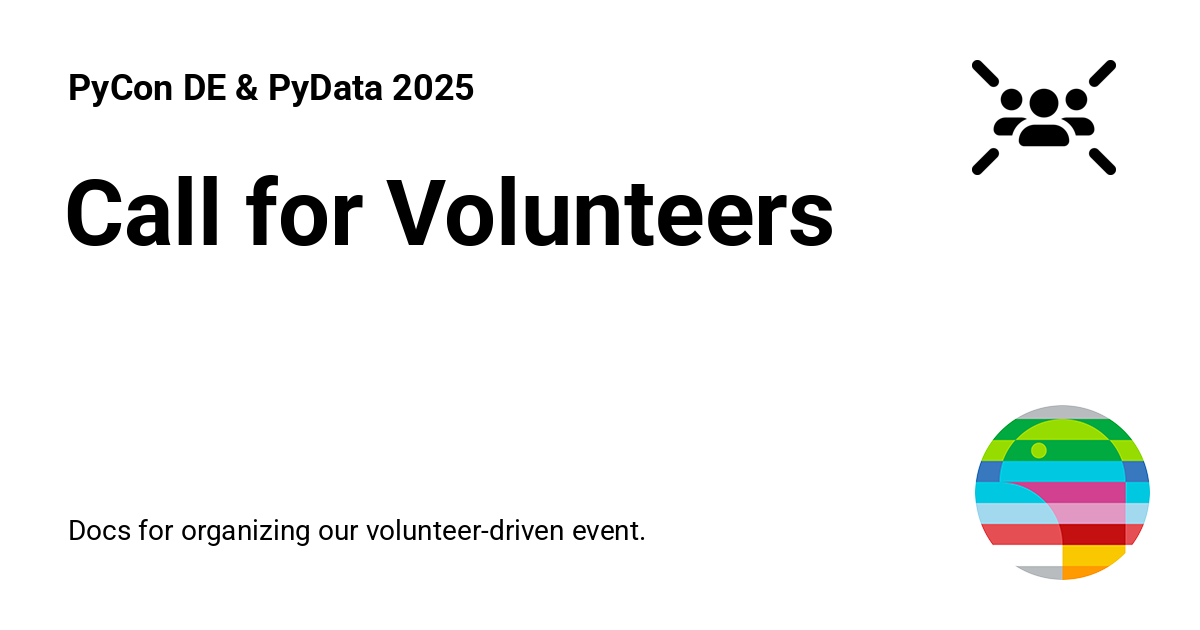 PyCon DE & PyData 2025
Call for Volunteers
Docs for organizing our volunteer-driven event.